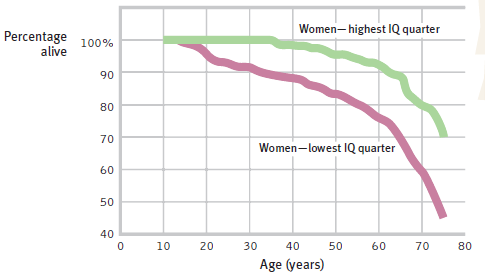 Percentage
alive
Women—highest IQ quarter
100%
90
80
70
Women—lowest IQ quarter
60
50
40
0 10 20 30 40 50 60 70 80
Age (years)